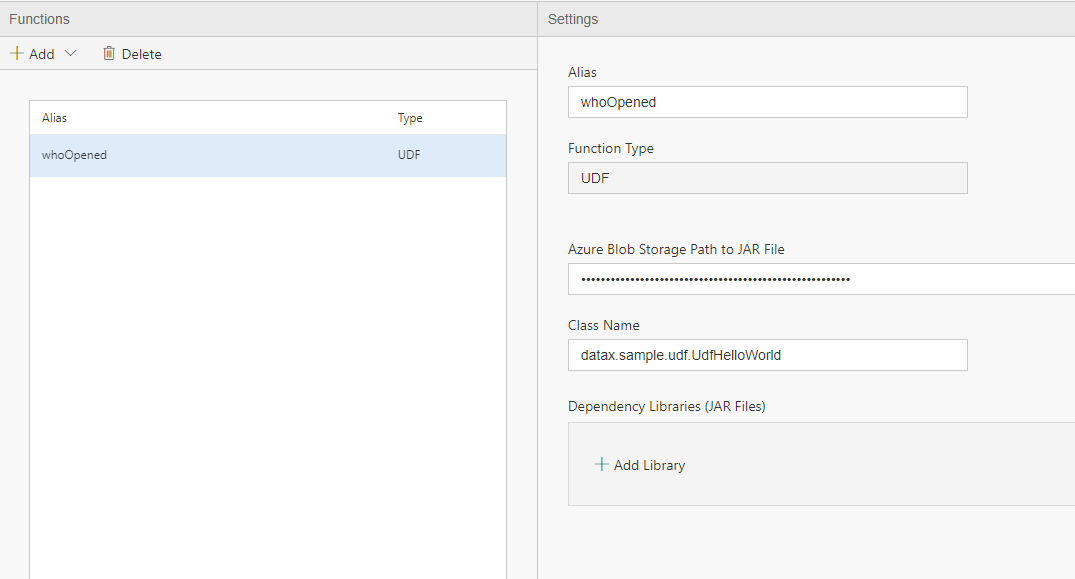 Functions
Add
Delete
Alias Type
whoOpened UDF
Settings
Alias
whoOpened
Function Type
UDF
Azure Blob Storage Path to JAR File
•••••••••••••••••••••••••••••••••••••••••••••••••••••••
Class Name
datax.sample.udf.UdfHelloWorld
Dependency Libraries (JAR Files)
Add Library